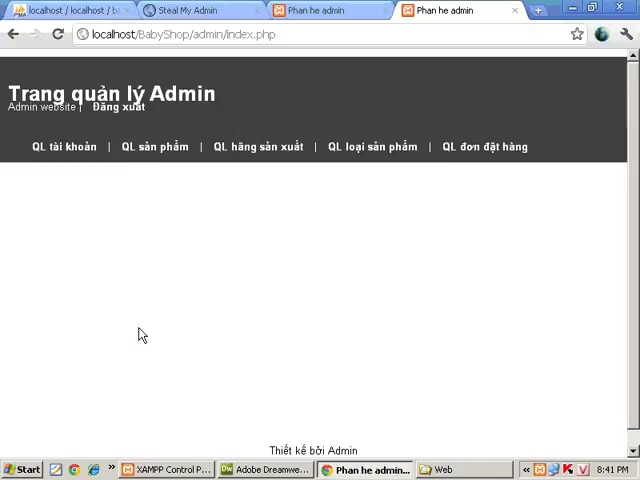 localhost / localhost / ba
Steal My Admin
Phan he admin
Phan he admin
localhost/BabyShop/admin/index.php
Trang quản lý Admin
Admin website | Đăng xuất
QL tài khoản | QL sản phẩm | QL hãng sản xuất | QL loại sản phẩm | QL đơn đặt hàng
Thiết kế bởi Admin
Start
XAMPP Control P...
Adobe Dreamwe...
Phan he admin...
Web
8:41 PM